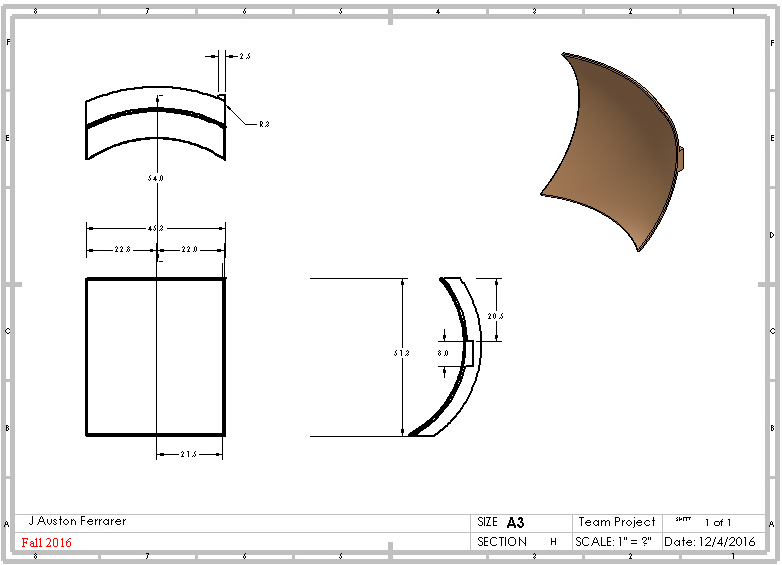 8 7 6 5 4 3 2 1
F F
2.5
E E
R.2
54.0
D
45.2
22.8 22.0
C C
20.5
51.2
8.0
B B
21.5
J Auston Ferrarer SIZE A3 Team Project SHEET 1 of 1
A A
Fall 2016 SECTION H SCALE: 1" = ?" Date: 12/4/2016
8 7 6 5 4 3 2 1